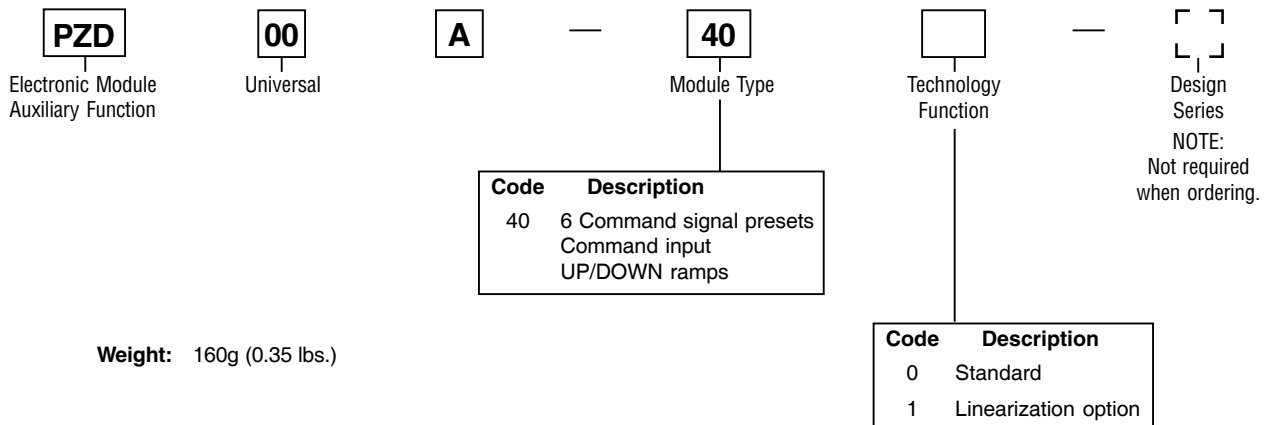 PZD 00 A — 40 —
Electronic Module
Auxiliary Function
Universal
Module Type
Technology
Function
Design
Series
NOTE:
Not required
when ordering.
Code Description
40 6 Command signal presets
Command input
UP/DOWN ramps
Weight: 160g (0.35 lbs.)
Code Description
0 Standard
1 Linearization option